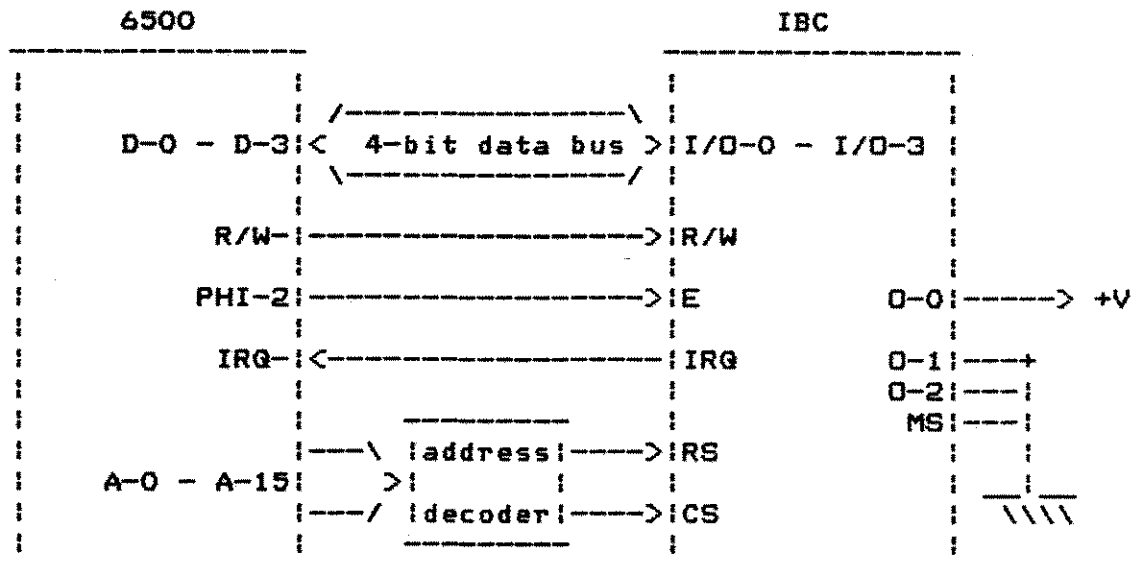 6500 IBC
D-0 - D-3 4-bit data bus I/O-0 - I/O-3
R/W- R/W
PHI-2 E O-0 +V
IRQ- IRQ O-1
O-2
MS
address RS
A-0 - A-15
decoder CS